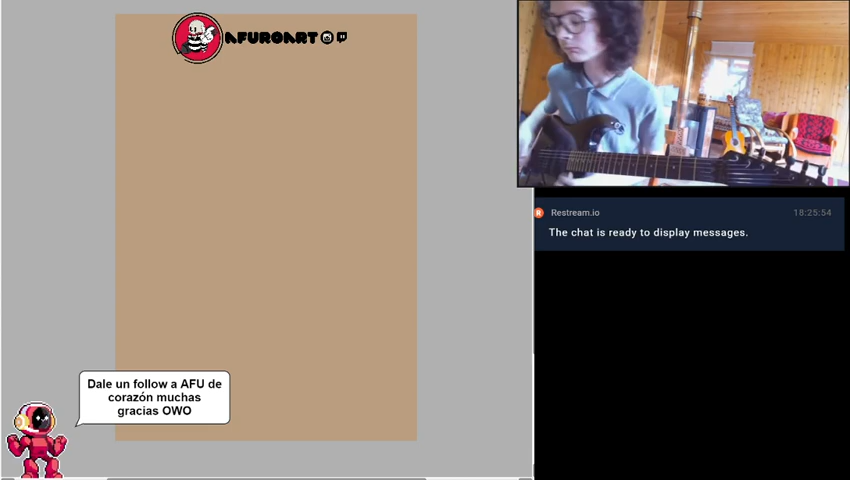 AFUROART
Restream.io
18:25:54
The chat is ready to display messages.
Dale un follow a AFU de
corazón muchas
gracias OWO